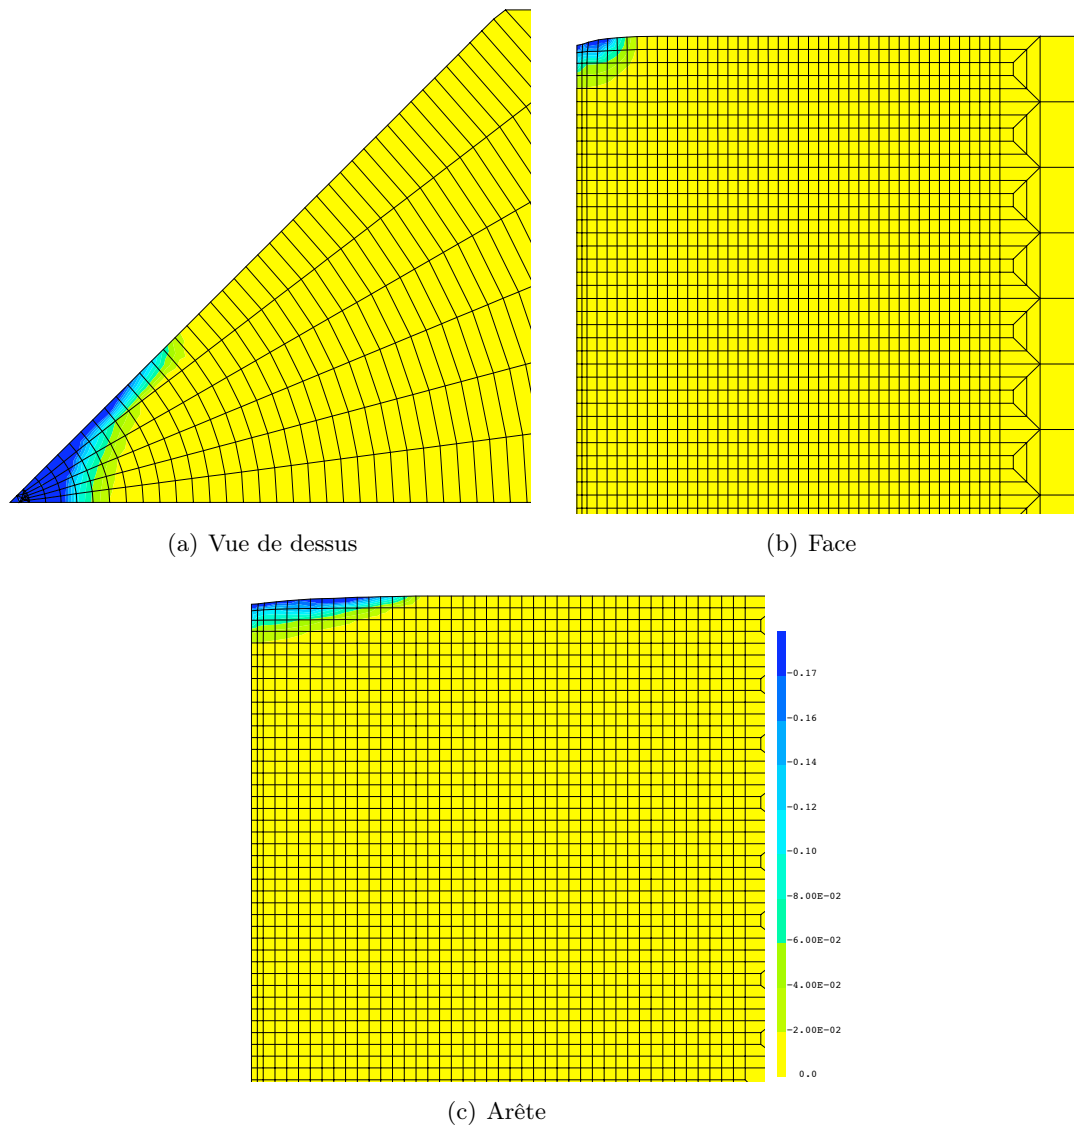 (a) Vue de dessus
(b) Face
0.17
0.16
0.14
0.12
0.10
8.00E-02
6.00E-02
4.00E-02
2.00E-02
0.0
(c) Arête